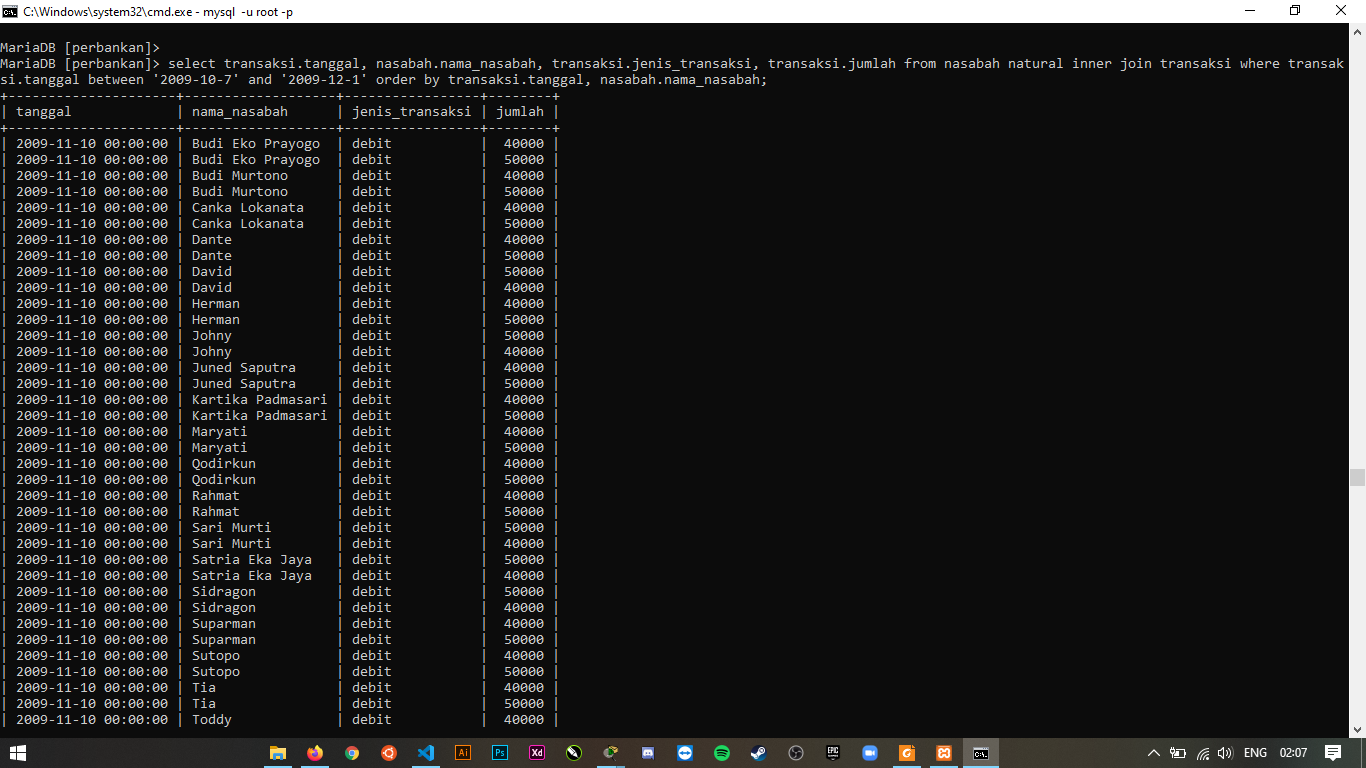 C:\Windows\system32\cmd.exe - mysql  -u root -p
MariaDB [perbankan]>
MariaDB [perbankan]> select transaksi.tanggal, nasabah.nama_nasabah, transaksi.jenis_transaksi, transaksi.jumlah from nasabah natural inner join transaksi where transak
si.tanggal between '2009-10-7' and '2009-12-1' order by transaksi.tanggal, nasabah.nama_nasabah;
+---------------------+-------------------+-----------------+--------+
| tanggal             | nama_nasabah      | jenis_transaksi | jumlah |
+---------------------+-------------------+-----------------+--------+
| 2009-11-10 00:00:00 | Budi Eko Prayogo  | debit           |  40000 |
| 2009-11-10 00:00:00 | Budi Eko Prayogo  | debit           |  50000 |
| 2009-11-10 00:00:00 | Budi Murtono      | debit           |  40000 |
| 2009-11-10 00:00:00 | Budi Murtono      | debit           |  50000 |
| 2009-11-10 00:00:00 | Canka Lokanata    | debit           |  40000 |
| 2009-11-10 00:00:00 | Canka Lokanata    | debit           |  50000 |
| 2009-11-10 00:00:00 | Dante             | debit           |  40000 |
| 2009-11-10 00:00:00 | Dante             | debit           |  50000 |
| 2009-11-10 00:00:00 | David             | debit           |  50000 |
| 2009-11-10 00:00:00 | David             | debit           |  40000 |
| 2009-11-10 00:00:00 | Herman            | debit           |  40000 |
| 2009-11-10 00:00:00 | Herman            | debit           |  50000 |
| 2009-11-10 00:00:00 | Johny             | debit           |  50000 |
| 2009-11-10 00:00:00 | Johny             | debit           |  40000 |
| 2009-11-10 00:00:00 | Juned Saputra     | debit           |  40000 |
| 2009-11-10 00:00:00 | Juned Saputra     | debit           |  50000 |
| 2009-11-10 00:00:00 | Kartika Padmasari | debit           |  40000 |
| 2009-11-10 00:00:00 | Kartika Padmasari | debit           |  50000 |
| 2009-11-10 00:00:00 | Maryati           | debit           |  40000 |
| 2009-11-10 00:00:00 | Maryati           | debit           |  50000 |
| 2009-11-10 00:00:00 | Qodirkun          | debit           |  40000 |
| 2009-11-10 00:00:00 | Qodirkun          | debit           |  50000 |
| 2009-11-10 00:00:00 | Rahmat            | debit           |  40000 |
| 2009-11-10 00:00:00 | Rahmat            | debit           |  50000 |
| 2009-11-10 00:00:00 | Sari Murti        | debit           |  50000 |
| 2009-11-10 00:00:00 | Sari Murti        | debit           |  40000 |
| 2009-11-10 00:00:00 | Satria Eka Jaya   | debit           |  50000 |
| 2009-11-10 00:00:00 | Satria Eka Jaya   | debit           |  40000 |
| 2009-11-10 00:00:00 | Sidragon          | debit           |  50000 |
| 2009-11-10 00:00:00 | Sidragon          | debit           |  40000 |
| 2009-11-10 00:00:00 | Suparman          | debit           |  40000 |
| 2009-11-10 00:00:00 | Suparman          | debit           |  50000 |
| 2009-11-10 00:00:00 | Sutopo            | debit           |  40000 |
| 2009-11-10 00:00:00 | Sutopo            | debit           |  50000 |
| 2009-11-10 00:00:00 | Tia               | debit           |  40000 |
| 2009-11-10 00:00:00 | Tia               | debit           |  50000 |
| 2009-11-10 00:00:00 | Toddy             | debit           |  40000 |
Ai Ps Xd EPIC ENG 02:07